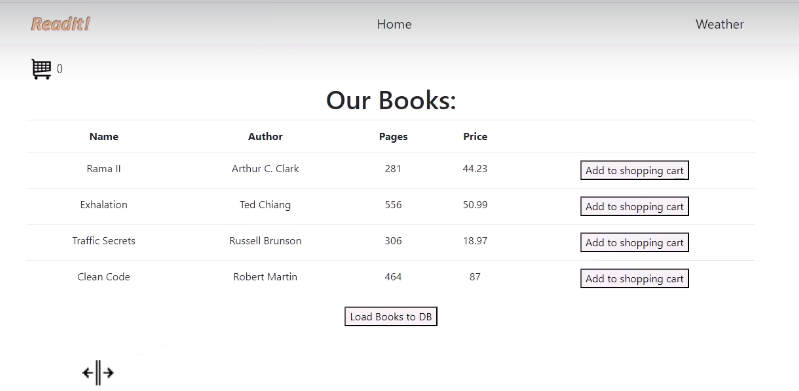 ReadIt! Home Weather
0
Our Books:
Name Author Pages Price
Rama II Arthur C. Clark 281 44.23 Add to shopping cart
Exhalation Ted Chiang 556 50.99 Add to shopping cart
Traffic Secrets Russell Brunson 306 18.97 Add to shopping cart
Clean Code Robert Martin 464 87 Add to shopping cart
Load Books to DB